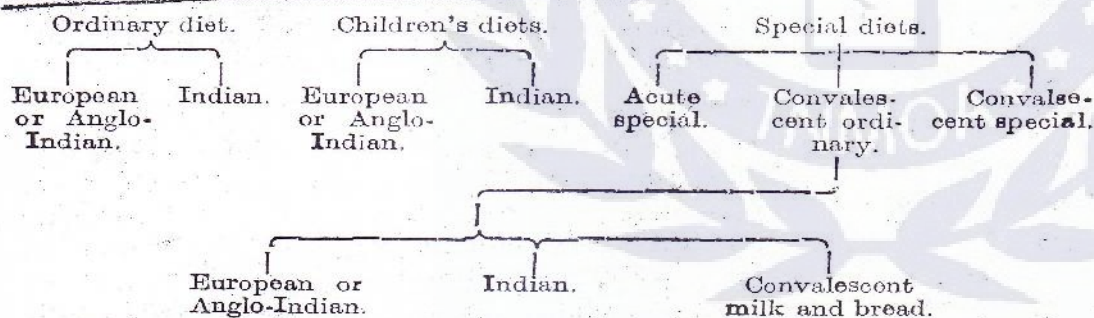 Ordinary diet. Children's diets. Special diets.
European or Anglo-Indian. Indian. European or Anglo-Indian. Indian. Acute special. Convales-cent ordi-nary. Convalse-cent special.
European or Anglo-Indian. Indian. Convalescent milk and bread.